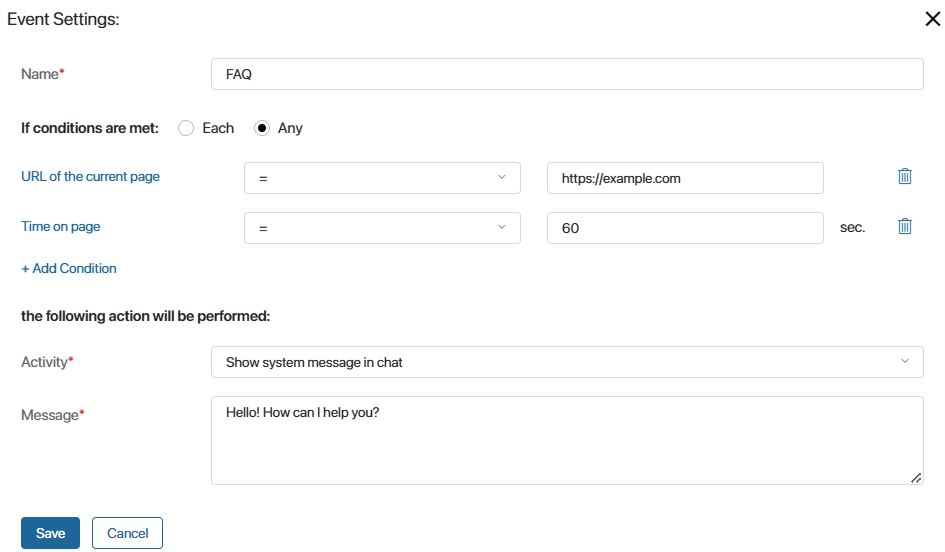 Event Settings:
Name* FAQ
If conditions are met: Each Any
URL of the current page = https://example.com
Time on page = 60 sec.
+ Add Condition
the following action will be performed:
Activity* Show system message in chat
Message* Hello! How can I help you?
Save Cancel